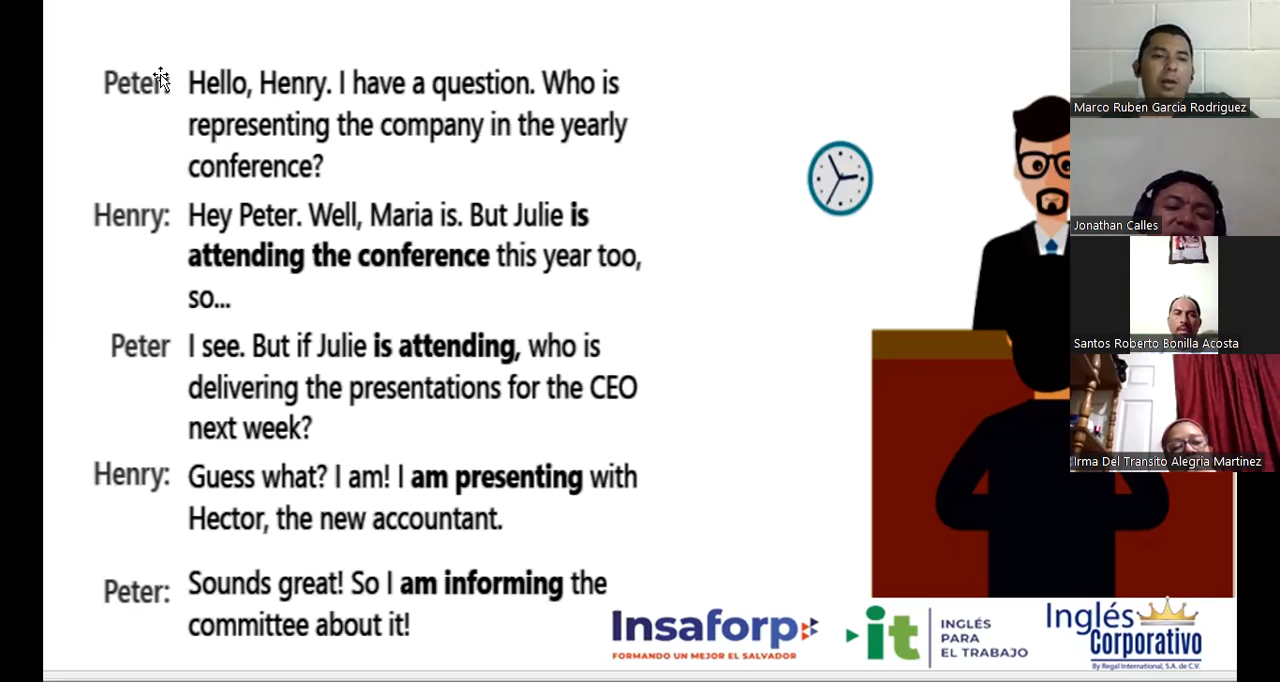 Peter:
Hello, Henry. I have a question. Who is
representing the company in the yearly
conference?
Henry:
Hey Peter. Well, Maria is. But Julie is
attending the conference this year too,
so...
Peter
I see. But if Julie is attending, who is
delivering the presentations for the CEO
next week?
Henry:
Guess what? I am! I am presenting with
Hector, the new accountant.
Peter:
Sounds great! So I am informing the
committee about it!
Marco Ruben Garcia Rodriguez
Jonathan Calles
Santos Roberto Bonilla Acosta
Irma Del Transito Alegria Martinez
Insaforp
FORMANDO UN MEJOR EL SALVADOR
it
INGLÉS
PARA
EL TRABAJO
Inglés
Corporativo
By Regal International, S.A. de C.V.